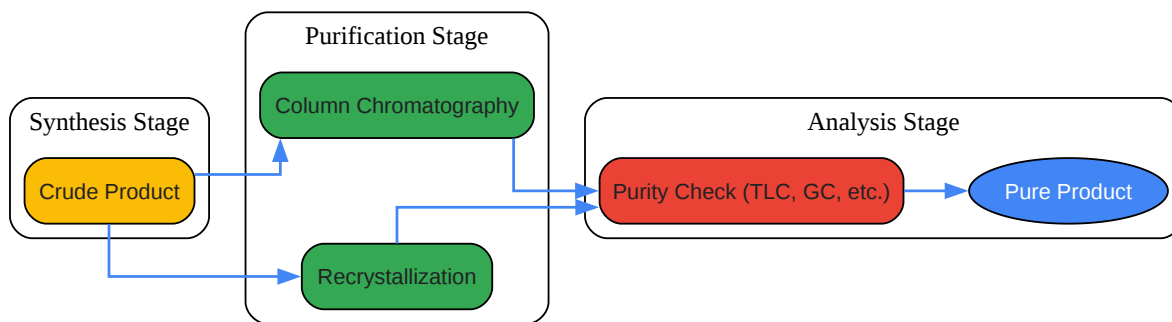 Synthesis Stage
Crude Product
Purification Stage
Column Chromatography
Recrystallization
Analysis Stage
Purity Check (TLC, GC, etc.)
Pure Product